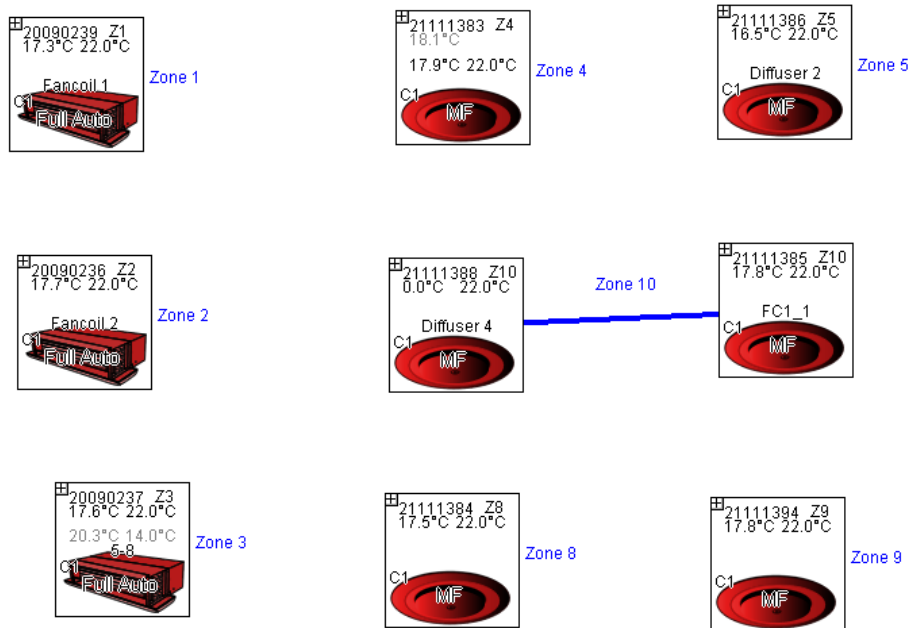 20090239 Z1
17.3°C 22.0°C
Fancoil 1
C1
Full Auto
Zone 1
21111383 Z4
18.1°C
17.9°C 22.0°C
C1
MF
Zone 4
21111386 Z5
16.5°C 22.0°C
Diffuser 2
C1
MF
Zone 5
20090236 Z2
17.7°C 22.0°C
Fancoil 2
C1
Full Auto
Zone 2
21111388 Z10
0.0°C 22.0°C
Diffuser 4
C1
MF
Zone 10
21111385 Z10
17.8°C 22.0°C
FC1_1
C1
MF
20090237 Z3
17.6°C 22.0°C
20.3°C 14.0°C
5-8
C1
Full Auto
Zone 3
21111384 Z8
17.5°C 22.0°C
C1
MF
Zone 8
21111394 Z9
17.8°C 22.0°C
C1
MF
Zone 9